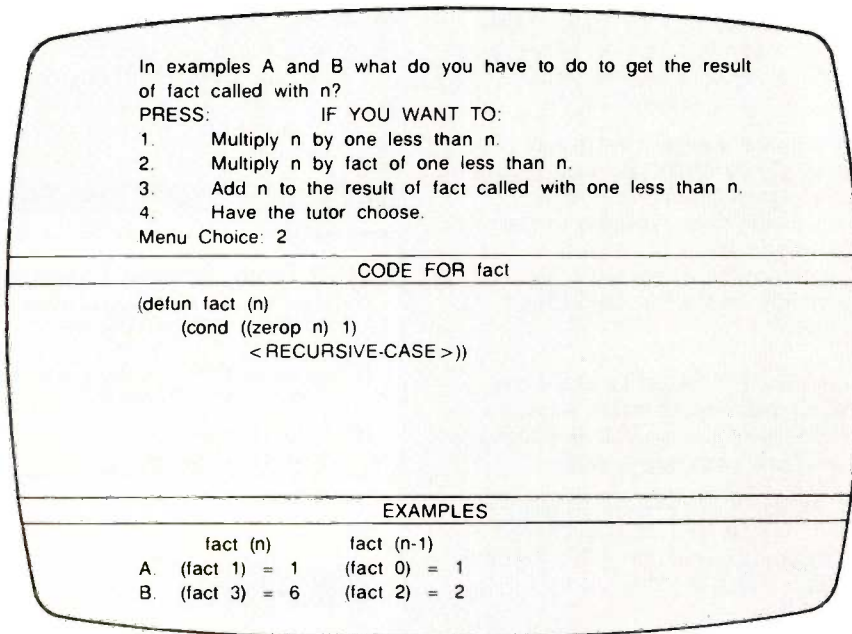 In examples A and B what do you have to do to get the result
of fact called with n?
PRESS: IF YOU WANT TO:
1. Multiply n by one less than n.
2. Multiply n by fact of one less than n.
3. Add n to the result of fact called with one less than n.
4. Have the tutor choose.
Menu Choice: 2
CODE FOR fact
(defun fact (n)
(cond ((zerop n) 1)
<RECURSIVE-CASE>))
EXAMPLES
fact (n) fact (n-1)
A. (fact 1) = 1 (fact 0) = 1
B. (fact 3) = 6 (fact 2) = 2